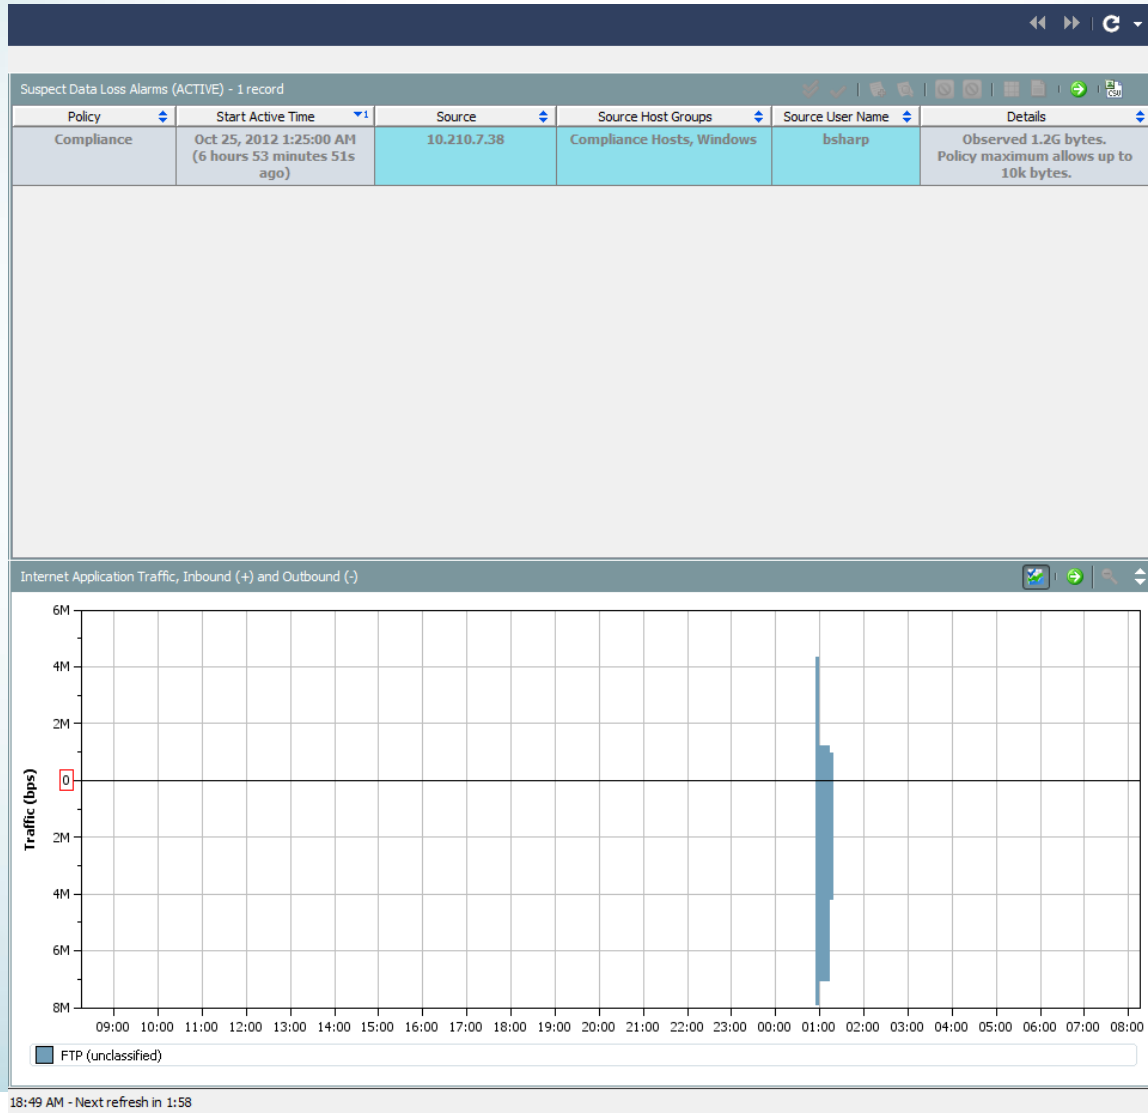 Suspect Data Loss Alarms (ACTIVE) - 1 record
CSV
Policy Start Active Time 1 Source Source Host Groups Source User Name Details
Compliance Oct 25, 2012 1:25:00 AM 10.210.7.38 Compliance Hosts, Windows bsharp Observed 1.2G bytes.
(6 hours 53 minutes 51s Policy maximum allows up to
ago) 10k bytes.
Internet Application Traffic, Inbound (+) and Outbound (-)
6M
4M
2M
0
2M
4M
6M
8M
Traffic (bps)
09:00 10:00 11:00 12:00 13:00 14:00 15:00 16:00 17:00 18:00 19:00 20:00 21:00 22:00 23:00 00:00 01:00 02:00 03:00 04:00 05:00 06:00 07:00 08:00
FTP (unclassified)
18:49 AM - Next refresh in 1:58